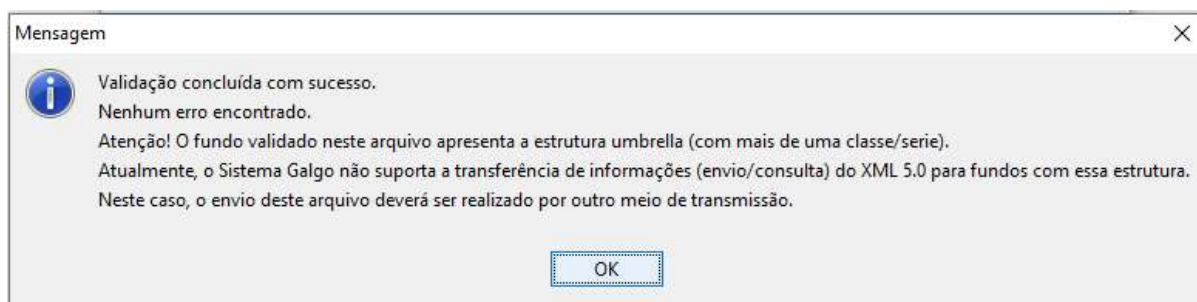 Mensagem
Validação concluída com sucesso.
Nenhum erro encontrado.
Atenção! O fundo validado neste arquivo apresenta a estrutura umbrella (com mais de uma classe/serie).
Atualmente, o Sistema Galgo não suporta a transferência de informações (envio/consulta) do XML 5.0 para fundos com essa estrutura.
Neste caso, o envio deste arquivo deverá ser realizado por outro meio de transmissão.
OK